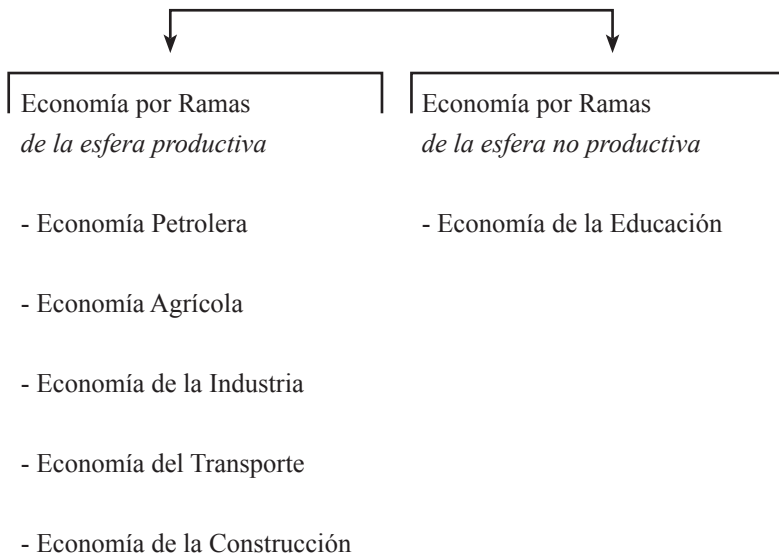 Economía por Ramas
de la esfera productiva
- Economía Petrolera
- Economía Agrícola
- Economía de la Industria
- Economía del Transporte
- Economía de la Construcción
Economía por Ramas
de la esfera no productiva
- Economía de la Educación